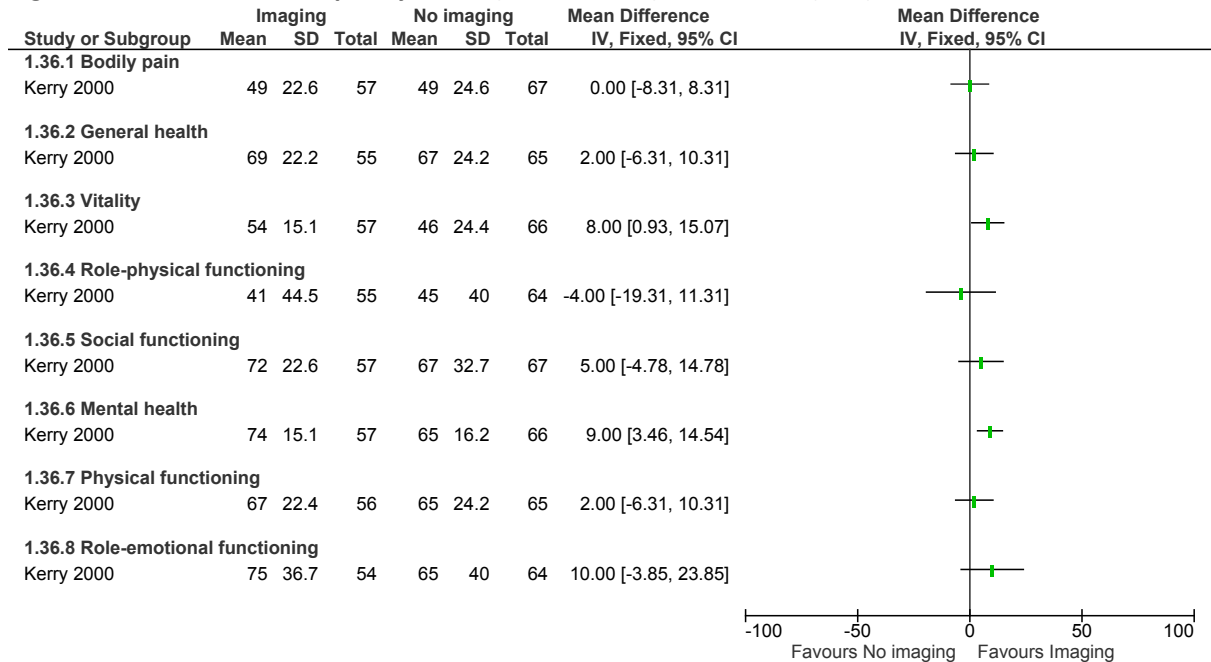 Imaging No imaging Mean Difference Mean Difference
Study or Subgroup Mean SD Total Mean SD Total IV, Fixed, 95% CI IV, Fixed, 95% CI
1.36.1 Bodily pain
Kerry 2000 49 22.6 57 49 24.6 67 0.00 [-8.31, 8.31]
1.36.2 General health
Kerry 2000 69 22.2 55 67 24.2 65 2.00 [-6.31, 10.31]
1.36.3 Vitality
Kerry 2000 54 15.1 57 46 24.4 66 8.00 [0.93, 15.07]
1.36.4 Role-physical functioning
Kerry 2000 41 44.5 55 45 40 64 -4.00 [-19.31, 11.31]
1.36.5 Social functioning
Kerry 2000 72 22.6 57 67 32.7 67 5.00 [-4.78, 14.78]
1.36.6 Mental health
Kerry 2000 74 15.1 57 65 16.2 66 9.00 [3.46, 14.54]
1.36.7 Physical functioning
Kerry 2000 67 22.4 56 65 24.2 65 2.00 [-6.31, 10.31]
1.36.8 Role-emotional functioning
Kerry 2000 75 36.7 54 65 40 64 10.00 [-3.85, 23.85]
-100 -50 0 50 100
Favours No imaging Favours Imaging